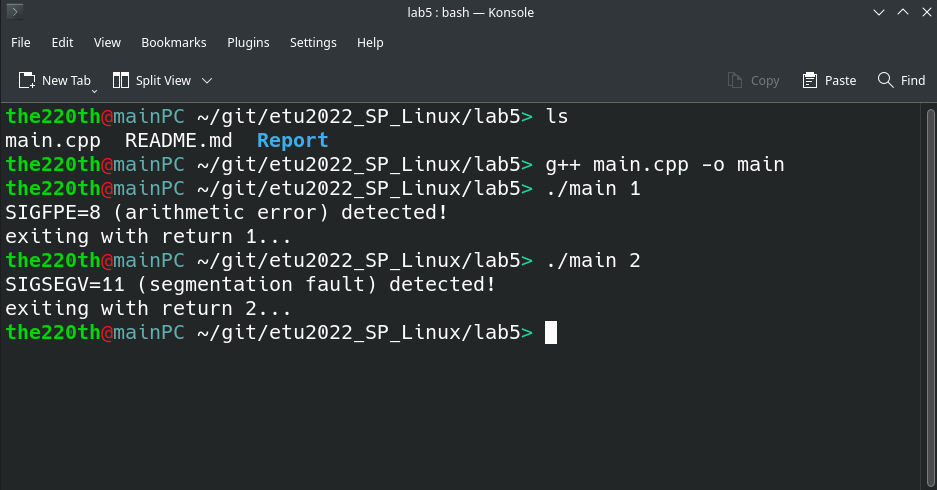 lab5 : bash — Konsole
File Edit View Bookmarks Plugins Settings Help
New Tab Split View Copy Paste Find
the220th@mainPC ~/git/etu2022_SP_Linux/lab5> ls
main.cpp  README.md  Report
the220th@mainPC ~/git/etu2022_SP_Linux/lab5> g++ main.cpp -o main
the220th@mainPC ~/git/etu2022_SP_Linux/lab5> ./main 1
SIGFPE=8 (arithmetic error) detected!
exiting with return 1...
the220th@mainPC ~/git/etu2022_SP_Linux/lab5> ./main 2
SIGSEGV=11 (segmentation fault) detected!
exiting with return 2...
the220th@mainPC ~/git/etu2022_SP_Linux/lab5>